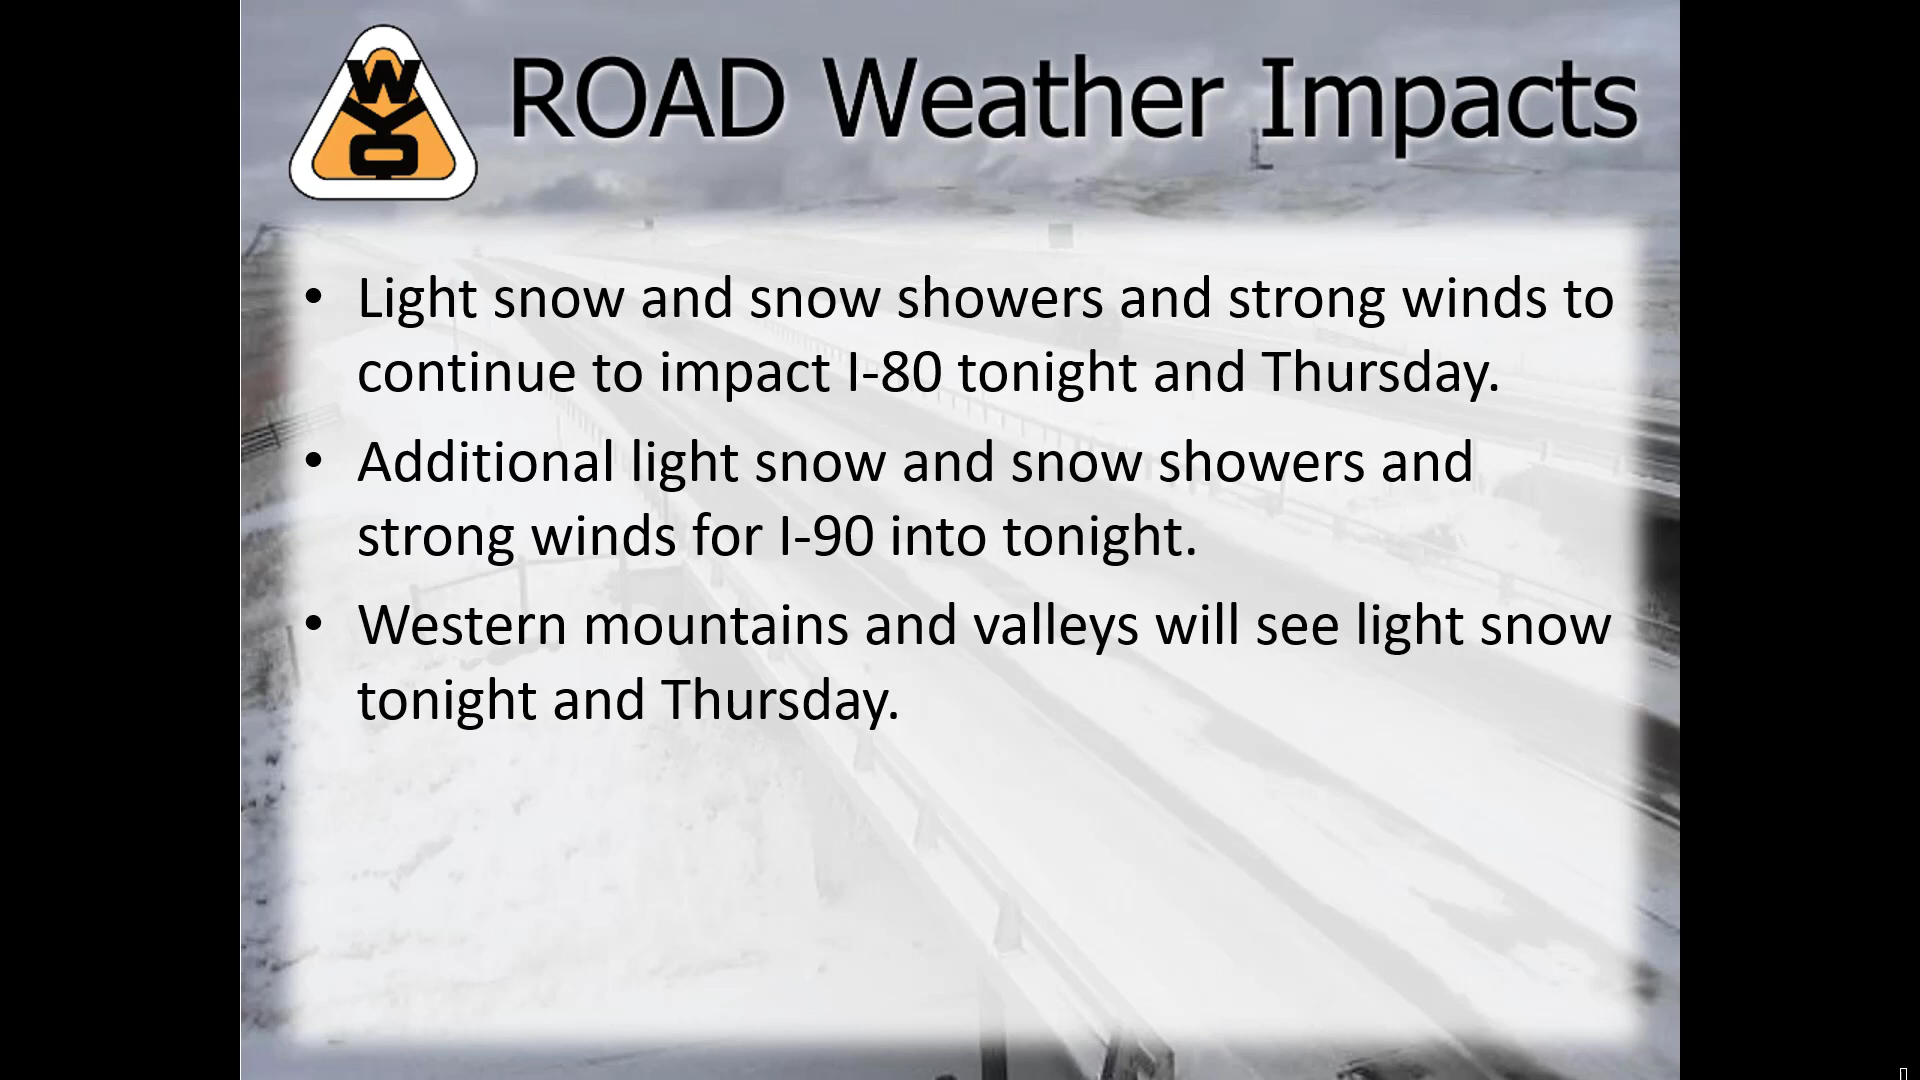 WYO
ROAD Weather Impacts
• Light snow and snow showers and strong winds to
continue to impact I-80 tonight and Thursday.
• Additional light snow and snow showers and
strong winds for I-90 into tonight.
• Western mountains and valleys will see light snow
tonight and Thursday.